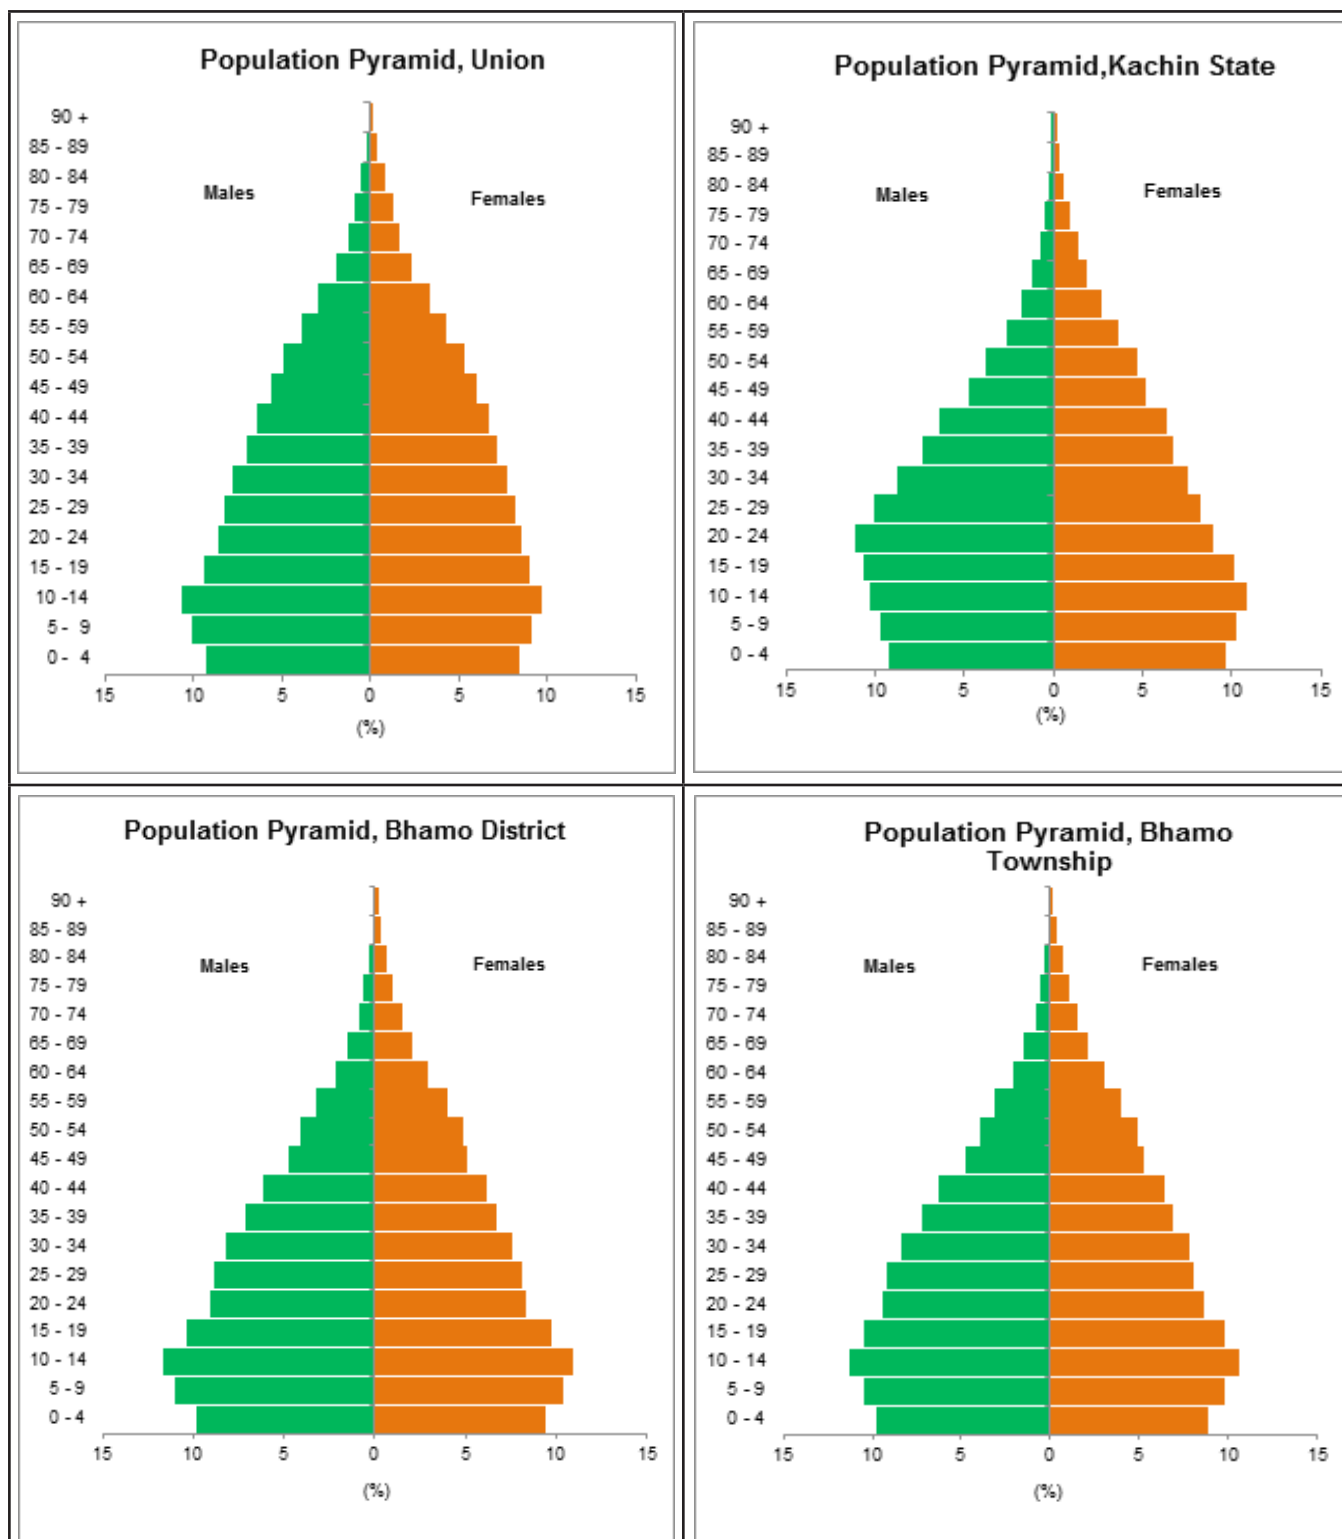 Population Pyramid, Union
90 +
85 - 89
80 - 84
75 - 79
70 - 74
65 - 69
60 - 64
55 - 59
50 - 54
45 - 49
40 - 44
35 - 39
30 - 34
25 - 29
20 - 24
15 - 19
10 -14
5 - 9
0 - 4
Males
Females
15 10 5 0 5 10 15
(%)
Population Pyramid,Kachin State
90 +
85 - 89
80 - 84
75 - 79
70 - 74
65 - 69
60 - 64
55 - 59
50 - 54
45 - 49
40 - 44
35 - 39
30 - 34
25 - 29
20 - 24
15 - 19
10 - 14
5 - 9
0 - 4
Males
Females
15 10 5 0 5 10 15
(%)
Population Pyramid, Bhamo District
90 +
85 - 89
80 - 84
75 - 79
70 - 74
65 - 69
60 - 64
55 - 59
50 - 54
45 - 49
40 - 44
35 - 39
30 - 34
25 - 29
20 - 24
15 - 19
10 - 14
5 - 9
0 - 4
Males
Females
15 10 5 0 5 10 15
(%)
Population Pyramid, Bhamo
Township
90 +
85 - 89
80 - 84
75 - 79
70 - 74
65 - 69
60 - 64
55 - 59
50 - 54
45 - 49
40 - 44
35 - 39
30 - 34
25 - 29
20 - 24
15 - 19
10 - 14
5 - 9
0 - 4
Males
Females
15 10 5 0 5 10 15
(%)